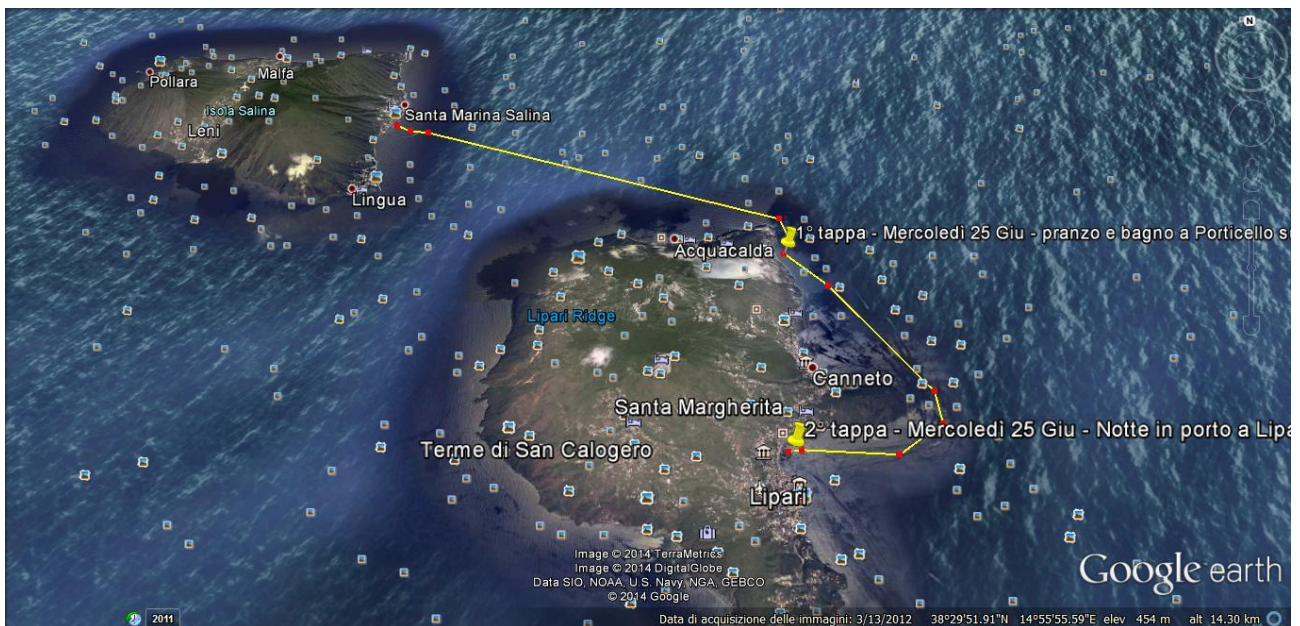 N
Pollara
Malfa
Isola Salina
Santa Marina Salina
Leni
Lingua
1° tappa - Mercoledì 25 Giu - pranzo e bagno a Porticello su
Acquacalda
Lipari Ridge
Canneto
Santa Margherita
2° tappa - Mercoledì 25 Giu - Notte in porto a Lipa
Terme di San Calogero
Lipari
Image © 2014 TerraMetrics
Image © 2014 DigitalGlobe
Data SIO, NOAA, U.S. Navy, NGA, GEBCO
© 2014 Google
Google earth
2011
Data di acquisizione delle immagini: 3/13/2012 38°29'51.91"N 14°55'55.59"E elev 454 m alt 14.30 km